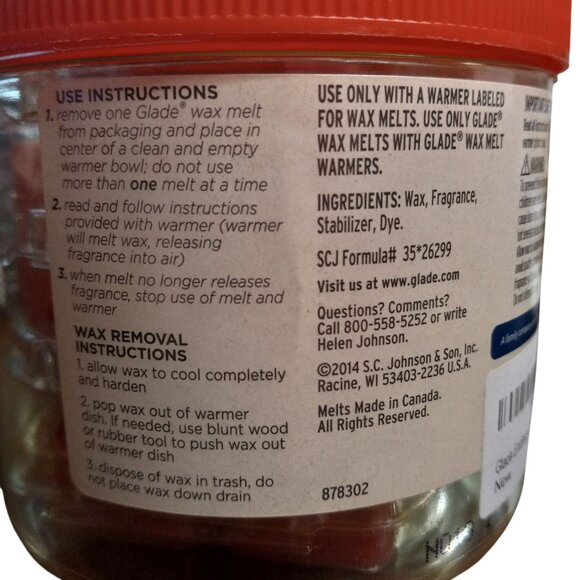 USE INSTRUCTIONS
1. remove one Glade® wax melt
from packaging and place in
center of a clean and empty
warmer bowl; do not use
more than one melt at a time
2. read and follow instructions
provided with warmer (warmer
will melt wax, releasing
fragrance into air)
3. when melt no longer releases
fragrance, stop use of melt and
warmer
WAX REMOVAL
INSTRUCTIONS
1. allow wax to cool completely
and harden
2. pop wax out of warmer
dish. If needed, use blunt wood
or rubber tool to push wax out
of warmer dish
3. dispose of wax in trash, do
not place wax down drain
USE ONLY WITH A WARMER LABELED
FOR WAX MELTS. USE ONLY GLADE®
WAX MELTS WITH GLADE® WAX MELT
WARMERS.
INGREDIENTS: Wax, Fragrance,
Stabilizer, Dye.
SCJ Formula# 35*26299
Visit us at www.glade.com
Questions? Comments?
Call 800-558-5252 or write
Helen Johnson.
©2014 S.C. Johnson & Son, Inc.
Racine, WI 53403-2236 U.S.A.
Melts Made in Canada.
All Rights Reserved.
878302
A family
Glade